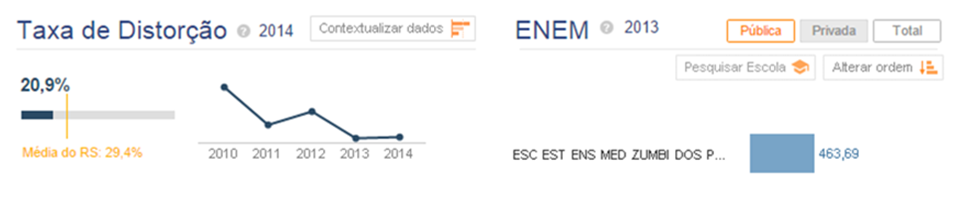 Taxa de Distorção ? 2014 Contextualizar dados
20,9%
Média do RS: 29,4%
2010 2011 2012 2013 2014
ENEM ? 2013 Pública Privada Total
Pesquisar Escola Alterar ordem
ESC EST ENS MED ZUMBI DOS P... 463,69